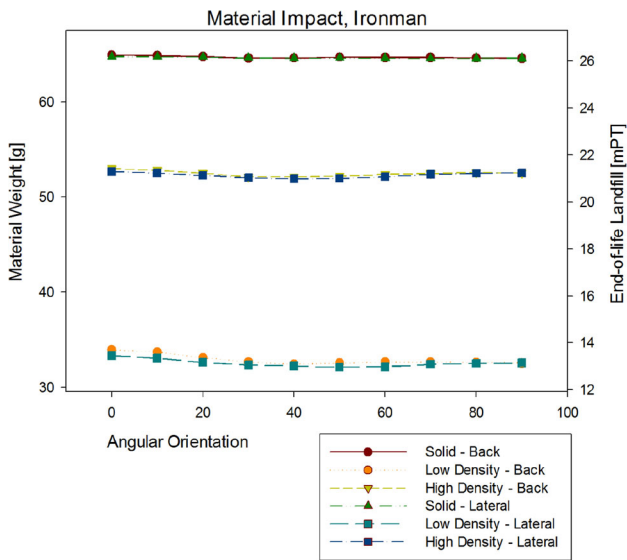 Material Impact, Ironman
Material Weight [g]
60
50
40
30
26
24
22
20
18
16
14
12
End-of-life Landfill [mPT]
0 20 40 60 80 100
Angular Orientation
Solid - Back
Low Density - Back
High Density - Back
Solid - Lateral
Low Density - Lateral
High Density - Lateral